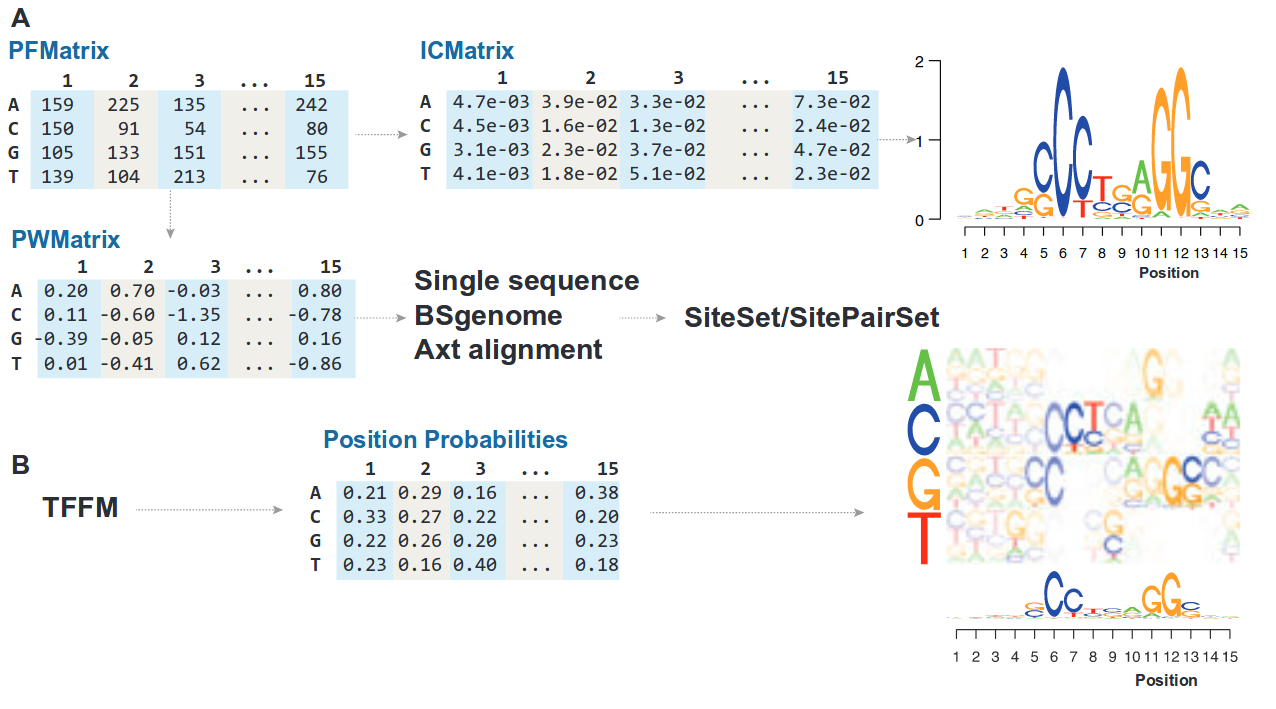 A
PFMatrix
1 2 3 ... 15
A 159 225 135 ... 242
C 150 91 54 ... 80
G 105 133 151 ... 155
T 139 104 213 ... 76
ICMatrix
1 2 3 ... 15
A 4.7e-03 3.9e-02 3.3e-02 ... 7.3e-02
C 4.5e-03 1.6e-02 1.3e-02 ... 2.4e-02
G 3.1e-03 2.3e-02 3.7e-02 ... 4.7e-02
T 4.1e-03 1.8e-02 5.1e-02 ... 2.3e-02
2
1
0
1 2 3 4 5 6 7 8 9 10 11 12 13 14 15
Position
PWMatrix
1 2 3 ... 15
A 0.20 0.70 -0.03 ... 0.80
C 0.11 -0.60 -1.35 ... -0.78
G -0.39 -0.05 0.12 ... 0.16
T 0.01 -0.41 0.62 ... -0.86
Single sequence
BSgenome
Axt alignment
SiteSet/SitePairSet
B
TFFM
Position Probabilities
1 2 3 ... 15
A 0.21 0.29 0.16 ... 0.38
C 0.33 0.27 0.22 ... 0.20
G 0.22 0.26 0.20 ... 0.23
T 0.23 0.16 0.40 ... 0.18
A
C
G
T
1 2 3 4 5 6 7 8 9 10 11 12 13 14 15
Position